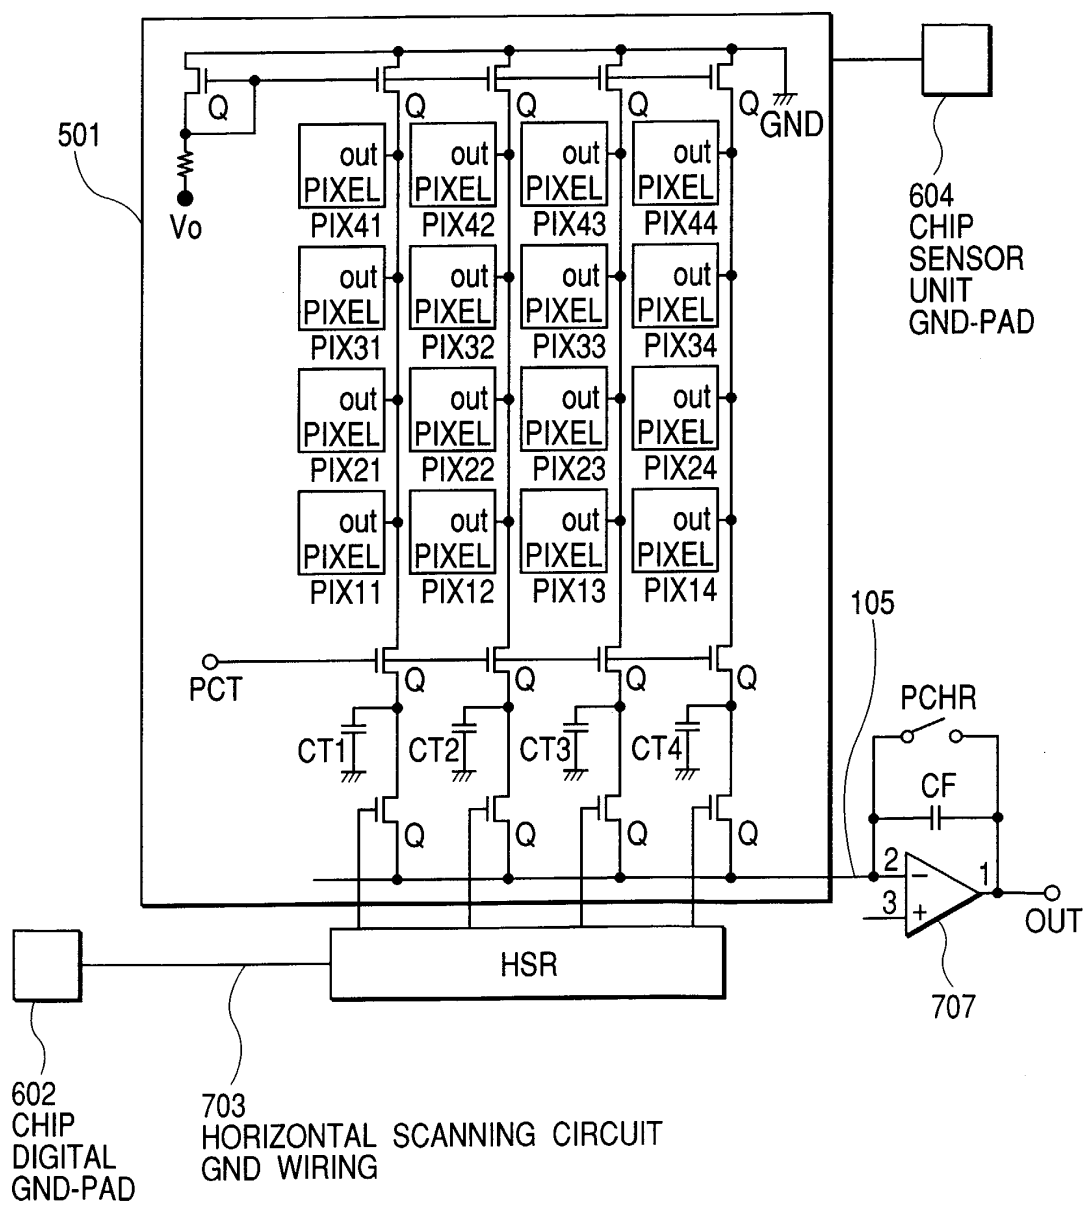 Q Q Q Q Q
GND
501
Vo
out out out out
PIXEL PIXEL PIXEL PIXEL
PIX41 PIX42 PIX43 PIX44
out out out out
PIXEL PIXEL PIXEL PIXEL
PIX31 PIX32 PIX33 PIX34
out out out out
PIXEL PIXEL PIXEL PIXEL
PIX21 PIX22 PIX23 PIX24
out out out out
PIXEL PIXEL PIXEL PIXEL
PIX11 PIX12 PIX13 PIX14
604
CHIP
SENSOR
UNIT
GND-PAD
105
PCT
Q Q Q Q
CT1 CT2 CT3 CT4
Q Q Q Q
PCHR
CF
2 −
1
3 +
OUT
707
HSR
602
CHIP
DIGITAL
GND-PAD
703
HORIZONTAL SCANNING CIRCUIT
GND WIRING